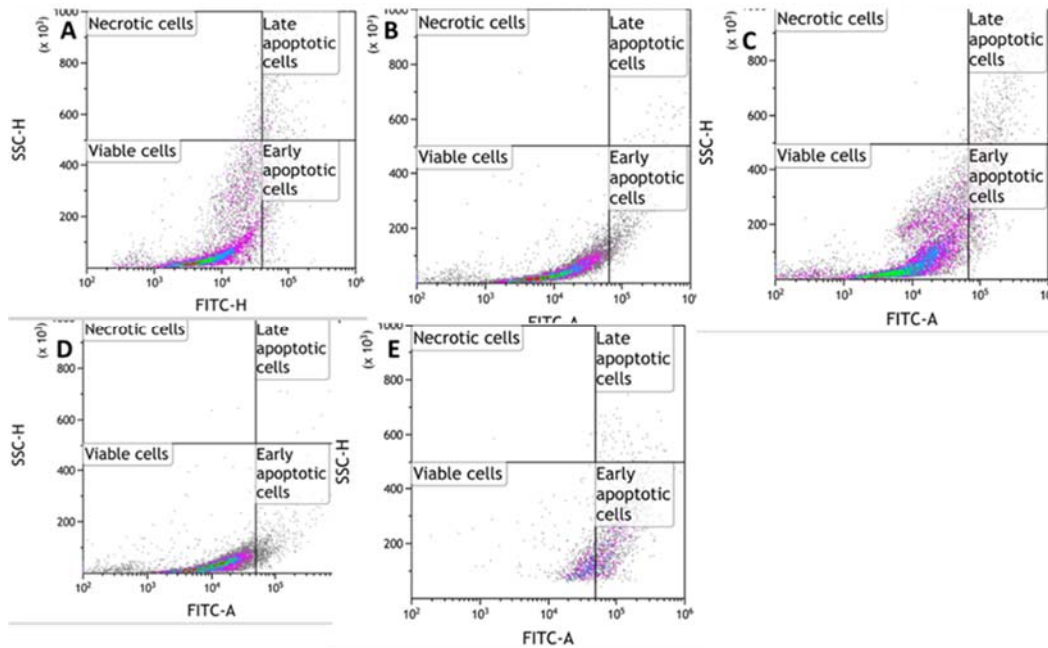 A
Necrotic cells
Late
apoptotic
cells
Viable cells
Early
apoptotic
cells
(x 10³)
SSC-H
1000
800
600
400
200
10² 10³ 10⁴ 10⁵ 10⁶
FITC-H
B
Necrotic cells
Late
apoptotic
cells
Viable cells
Early
apoptotic
cells
(x 10³)
1000
800
600
400
200
10² 10³ 10⁴ 10⁵
FITC-A
C
Necrotic cells
Late
apoptotic
cells
Viable cells
Early
apoptotic
cells
(x 10³)
SSC-H
800
600
400
200
10² 10³ 10⁴ 10⁵
FITC-A
D
Necrotic cells
Late
apoptotic
cells
Viable cells
Early
apoptotic
cells
(x 10³)
SSC-H
800
600
400
200
10² 10³ 10⁴ 10⁵
FITC-A
E
Necrotic cells
Late
apoptotic
cells
Viable cells
Early
apoptotic
cells
(x 10³)
SSC-H
1000
800
600
400
200
10² 10³ 10⁴ 10⁵ 10⁶
FITC-A